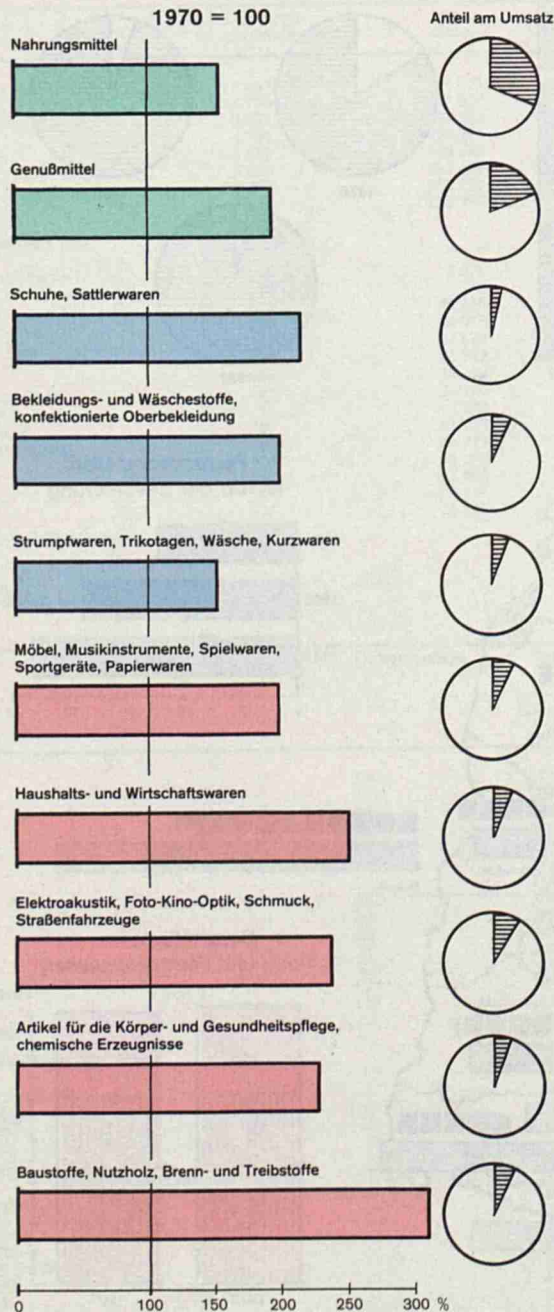 1970 = 100
Anteil am Umsatz
Nahrungsmittel
Genußmittel
Schuhe, Sattlerwaren
Bekleidungs- und Wäschestoffe,
konfektionierte Oberbekleidung
Strumpfwaren, Trikotagen, Wäsche, Kurzwaren
Möbel, Musikinstrumente, Spielwaren,
Sportgeräte, Papierwaren
Haushalts- und Wirtschaftswaren
Elektroakustik, Foto-Kino-Optik, Schmuck,
Straßenfahrzeuge
Artikel für die Körper- und Gesundheitspflege,
chemische Erzeugnisse
Baustoffe, Nutzholz, Brenn- und Treibstoffe
0 100 150 200 250 300 %